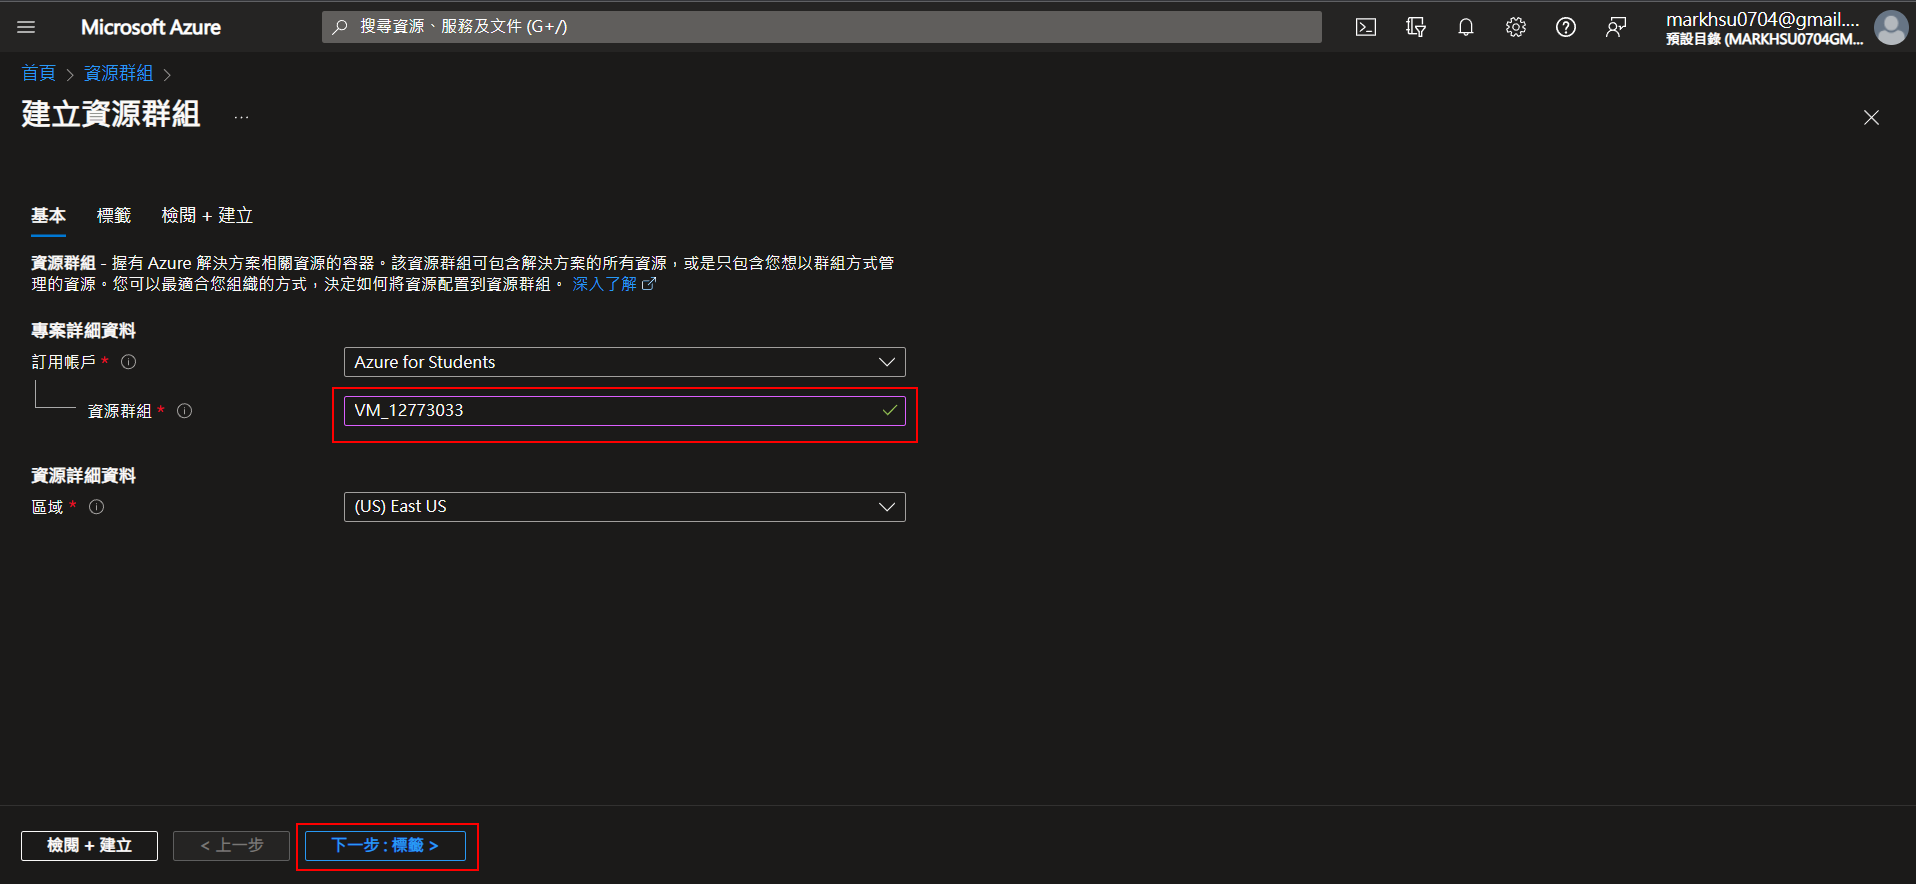 Microsoft Azure
搜尋資源、服務及文件 (G+/)
markhsu0704@gmail....
預設目錄 (MARKHSU0704GM...
首頁 > 資源群組 >
建立資源群組 ...
基本 標籤 檢閱 + 建立
資源群組 - 握有 Azure 解決方案相關資源的容器。該資源群組可包含解決方案的所有資源，或是只包含您想以群組方式管
理的資源。您可以最適合您組織的方式，決定如何將資源配置到資源群組。 深入了解
專案詳細資料
訂用帳戶 * Azure for Students
資源群組 * VM_12773033
資源詳細資料
區域 * (US) East US
檢閱 + 建立 < 上一步 下一步 : 標籤 >